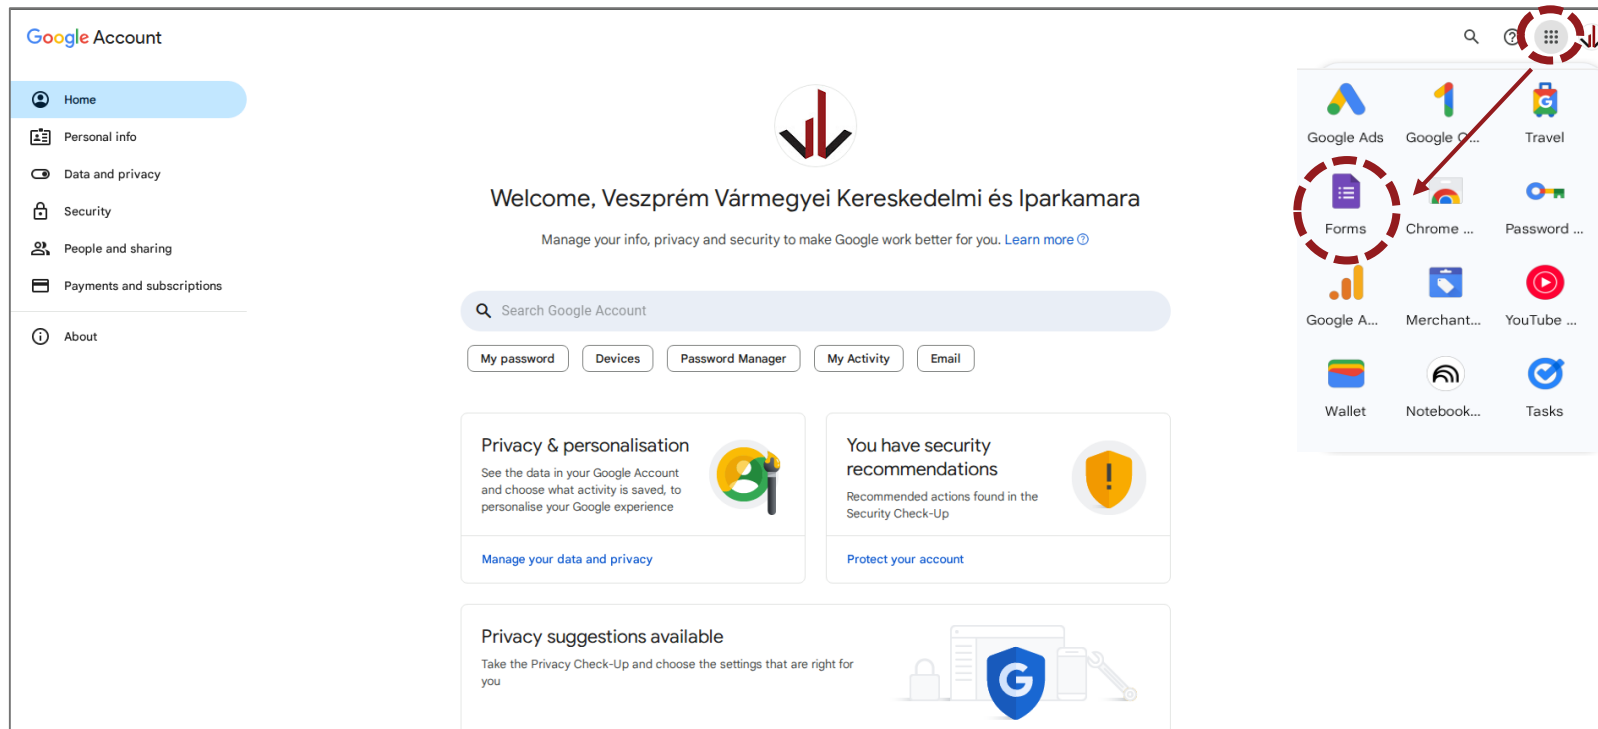 Google Account
Home
Personal info
Data and privacy
Security
People and sharing
Payments and subscriptions
About
Welcome, Veszprém Vármegyei Kereskedelmi és Iparkamara
Manage your info, privacy and security to make Google work better for you. Learn more
Search Google Account
My password
Devices
Password Manager
My Activity
Email
Privacy & personalisation
See the data in your Google Account
and choose what activity is saved, to
personalise your Google experience
Manage your data and privacy
You have security
recommendations
Recommended actions found in the
Security Check-Up
Protect your account
Privacy suggestions available
Take the Privacy Check-Up and choose the settings that are right for
you
G
Google Ads
Google O...
Travel
Forms
Chrome ...
Password ...
Google A...
Merchant...
YouTube ...
Wallet
Notebook...
Tasks